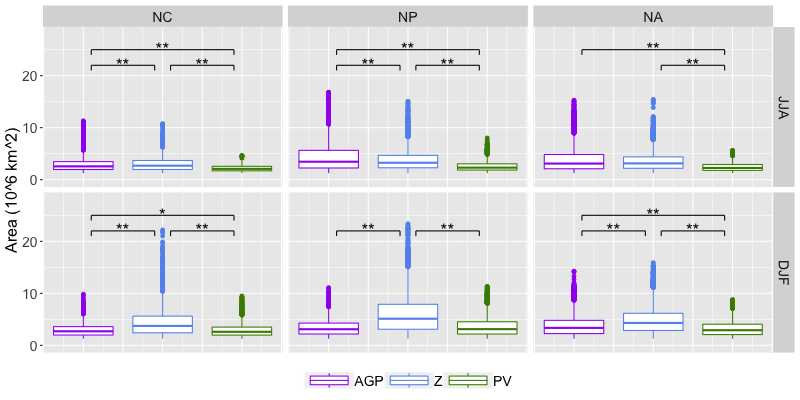 NC NP NA
** ** **
** ** ** ** **
20
10
0
JJA
Area (10^6 km^2)
* **
** ** ** ** ** **
20
10
0
DJF
AGP Z PV